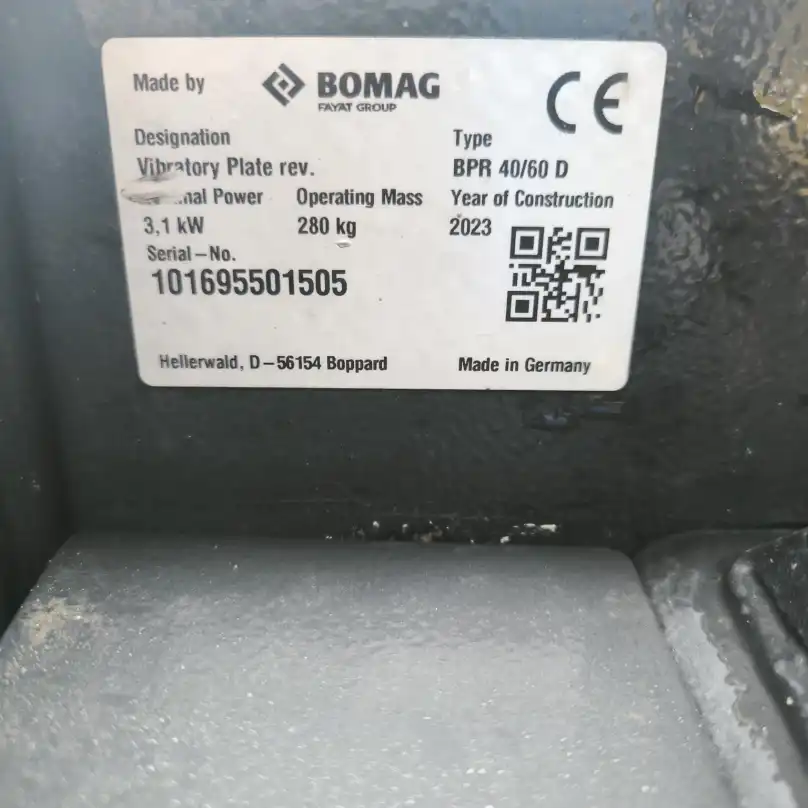 Made by BOMAG
FAYAT GROUP
CE
Designation Type
Vibratory Plate rev. BPR 40/60 D
Power Operating Mass Year of Construction
3,1 kW 280 kg 2023
Serial-No.
101695501505
Hellerwald, D-56154 Boppard Made in Germany